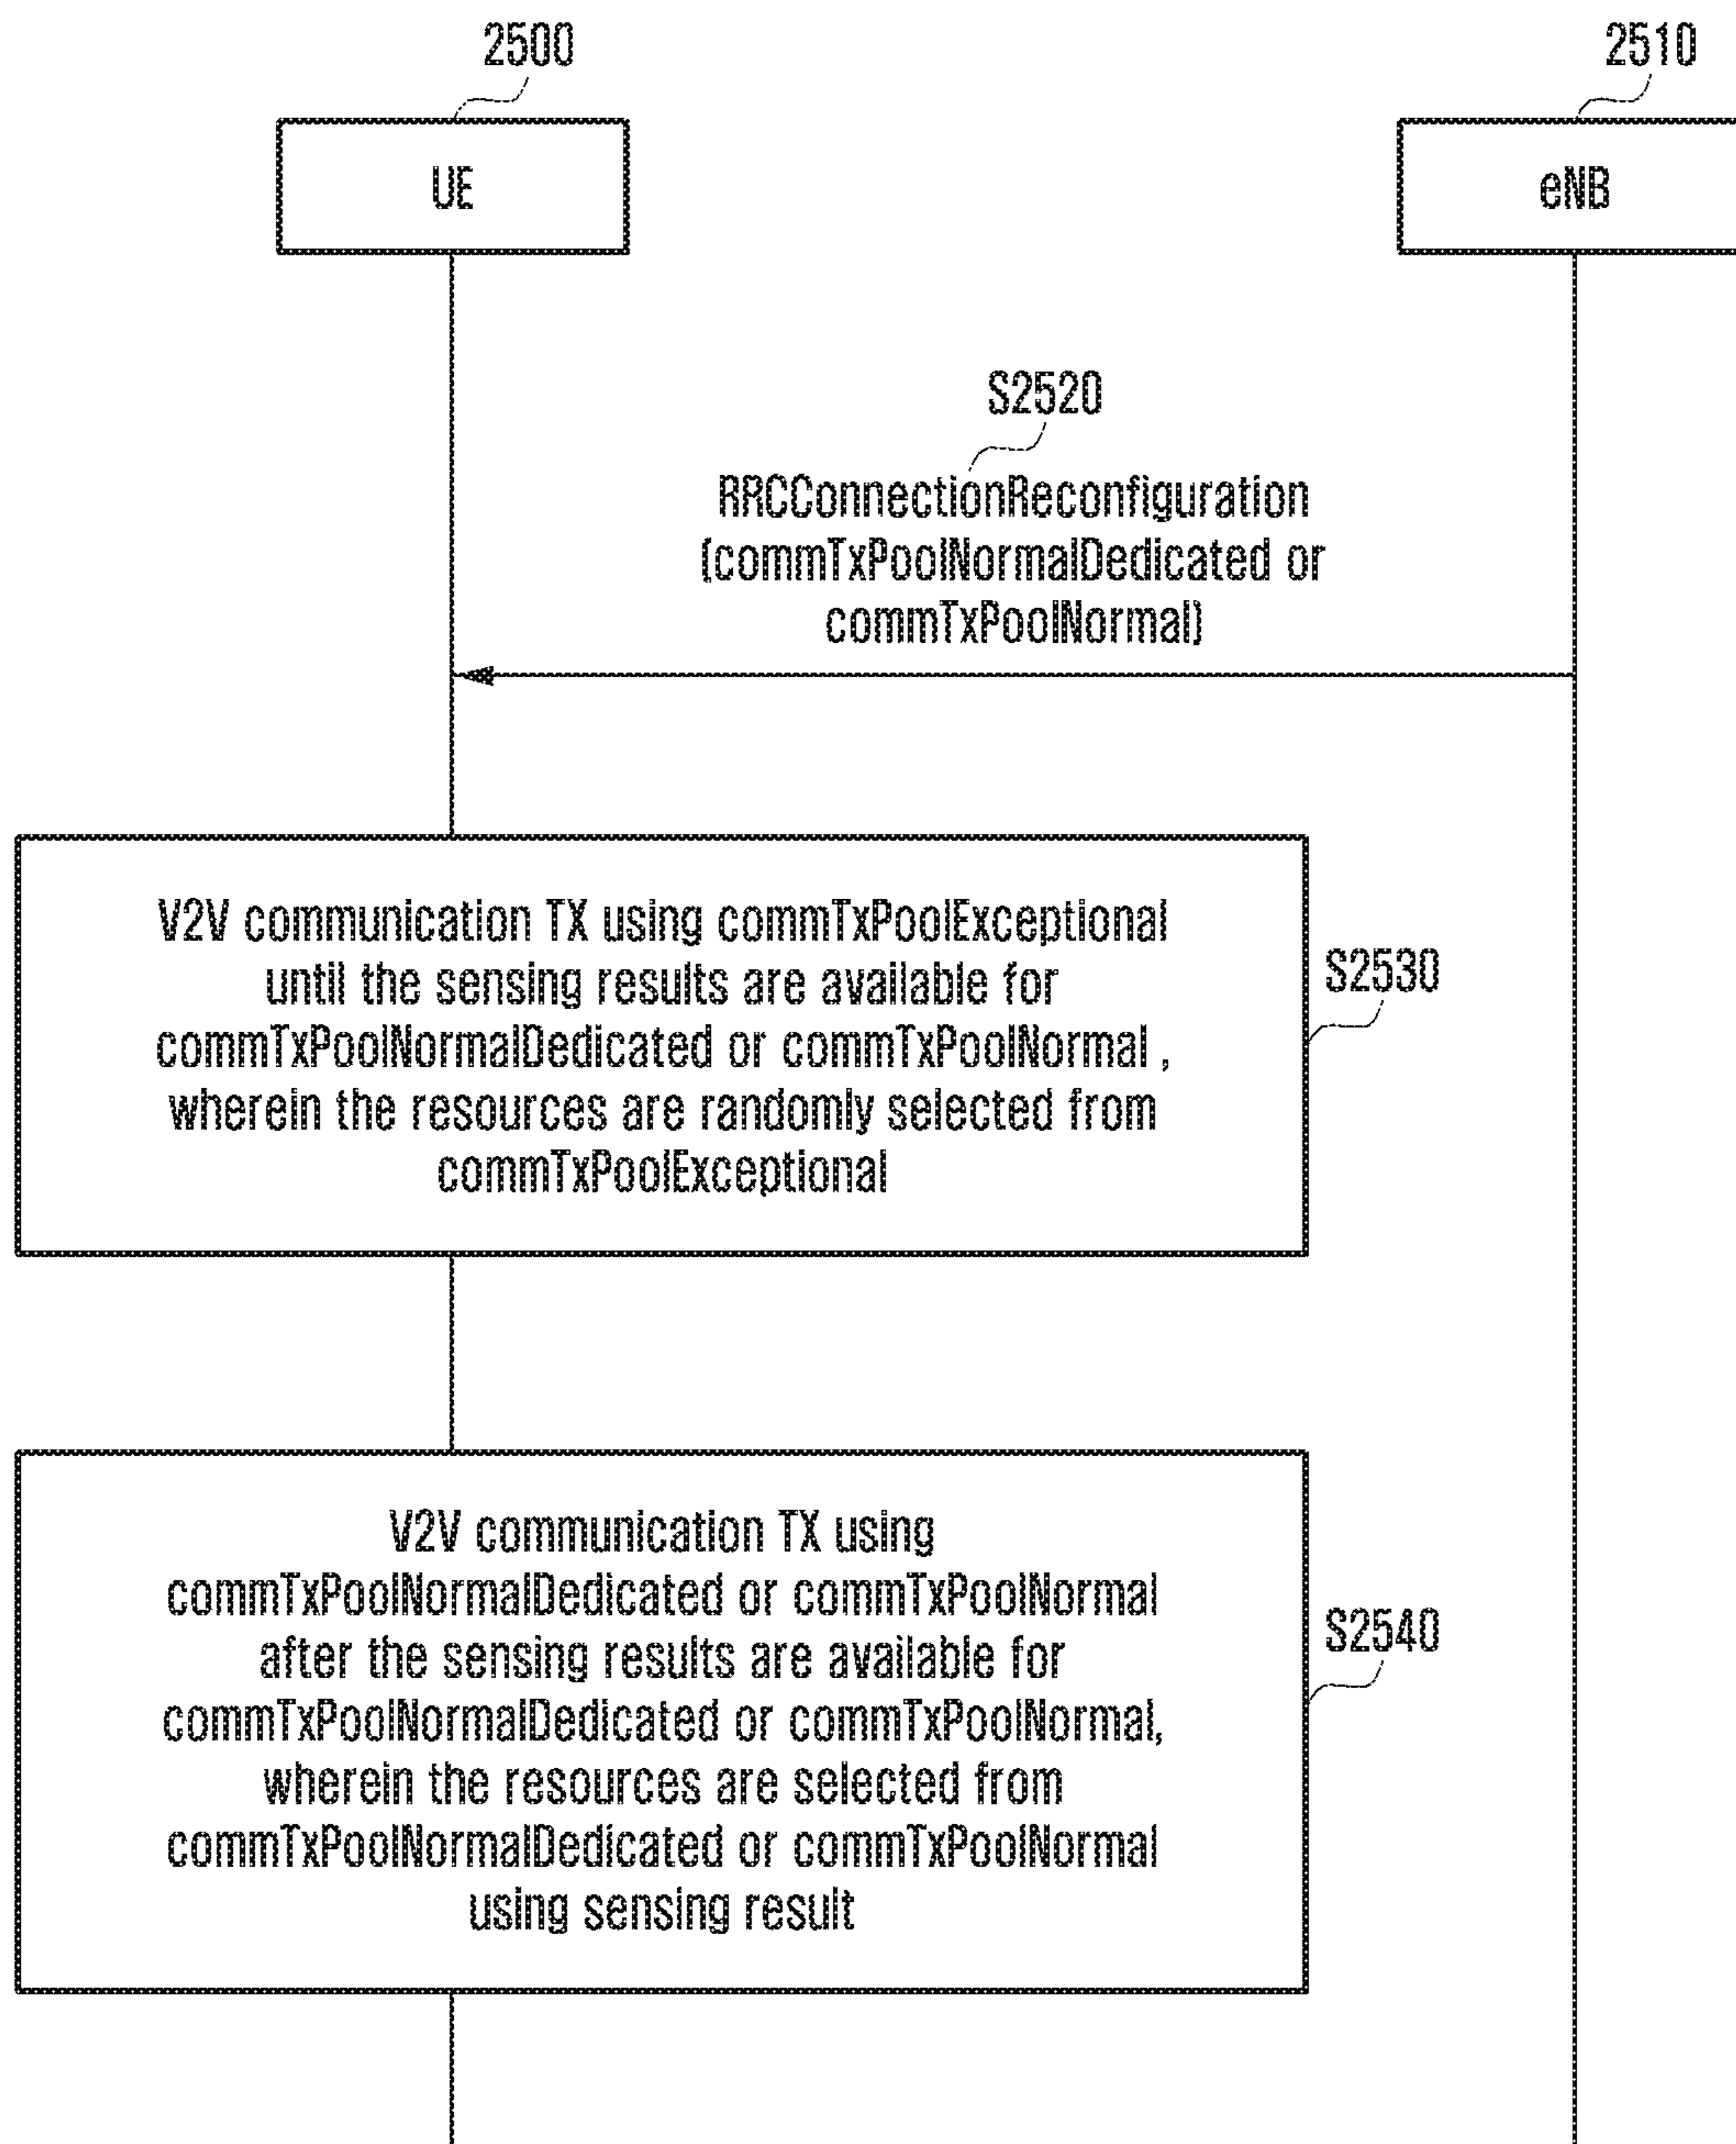 2500
2510
UE
eNB
S2520
RRCConnectionReconfiguration
(commTxPoolNormalDedicated or
commTxPoolNormal)
V2V communication TX using commTxPoolExceptional
until the sensing results are available for
commTxPoolNormalDedicated or commTxPoolNormal ,
wherein the resources are randomly selected from
commTxPoolExceptional
S2530
V2V communication TX using
commTxPoolNormalDedicated or commTxPoolNormal
after the sensing results are available for
commTxPoolNormalDedicated or commTxPoolNormal,
wherein the resources are selected from
commTxPoolNormalDedicated or commTxPoolNormal
using sensing result
S2540